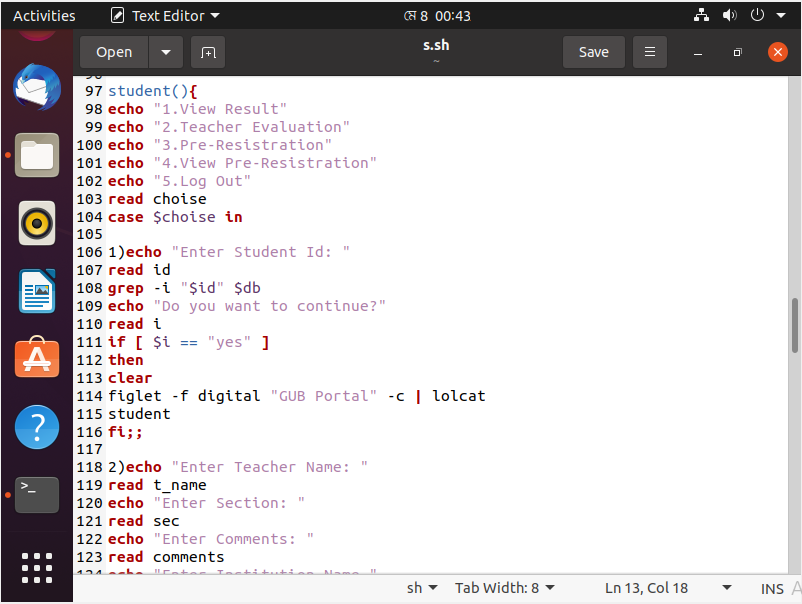 Activities
Text Editor
মে 8 00:43
Open
s.sh
~
Save
97 student(){
98 echo "1.View Result"
99 echo "2.Teacher Evaluation"
100 echo "3.Pre-Resistration"
101 echo "4.View Pre-Resistration"
102 echo "5.Log Out"
103 read choise
104 case $choise in
105
106 1)echo "Enter Student Id: "
107 read id
108 grep -i "$id" $db
109 echo "Do you want to continue?"
110 read i
111 if [ $i == "yes" ]
112 then
113 clear
114 figlet -f digital "GUB Portal" -c | lolcat
115 student
116 fi;;
117
118 2)echo "Enter Teacher Name: "
119 read t_name
120 echo "Enter Section: "
121 read sec
122 echo "Enter Comments: "
123 read comments
124 echo "Enter Institution Name "
sh Tab Width: 8 Ln 13, Col 18 INS